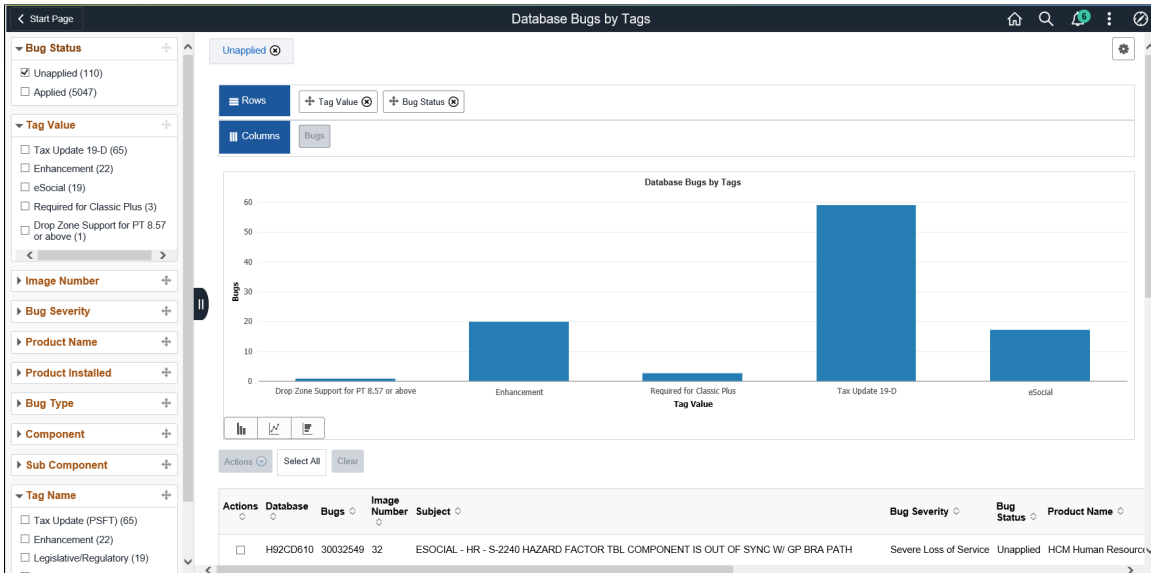 Start Page
Database Bugs by Tags
6
Bug Status
Unapplied (110)
Applied (5047)
Tag Value
Tax Update 19-D (65)
Enhancement (22)
eSocial (19)
Required for Classic Plus (3)
Drop Zone Support for PT 8.57
or above (1)
Image Number
Bug Severity
Product Name
Product Installed
Bug Type
Component
Sub Component
Tag Name
Tax Update (PSFT) (65)
Enhancement (22)
Legislative/Regulatory (19)
Unapplied
Rows
Tag Value
Bug Status
Columns
Bugs
Database Bugs by Tags
60
50
40
30
20
10
0
Bugs
Drop Zone Support for PT 8.57 or above
Enhancement
Required for Classic Plus
Tax Update 19-D
eSocial
Tag Value
Actions
Select All
Clear
Actions Database Bugs Image Number Subject Bug Severity Bug Status Product Name
H92CD610 30032549 32 ESOCIAL - HR - S-2240 HAZARD FACTOR TBL COMPONENT IS OUT OF SYNC W/ GP BRA PATH Severe Loss of Service Unapplied HCM Human Resource